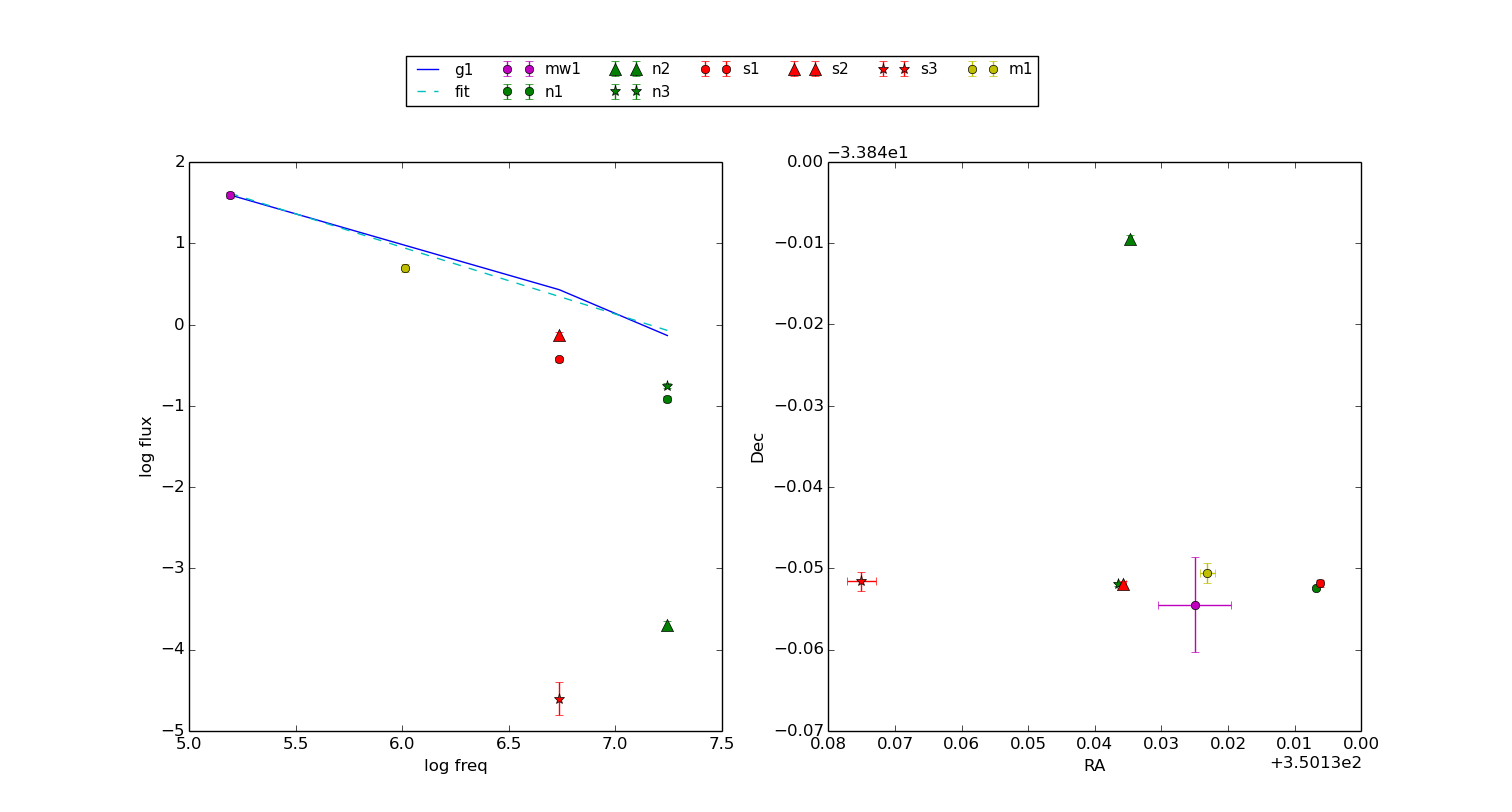 g1 mw1 n2 s1 s2 s3 m1
fit n1 n3
2
1
0
−1
−2
−3
−4
−5
log flux
5.0 5.5 6.0 6.5 7.0 7.5
log freq
−3.384e1
0.00
−0.01
−0.02
−0.03
−0.04
−0.05
−0.06
−0.07
Dec
0.08 0.07 0.06 0.05 0.04 0.03 0.02 0.01 0.00
RA
+3.5013e2